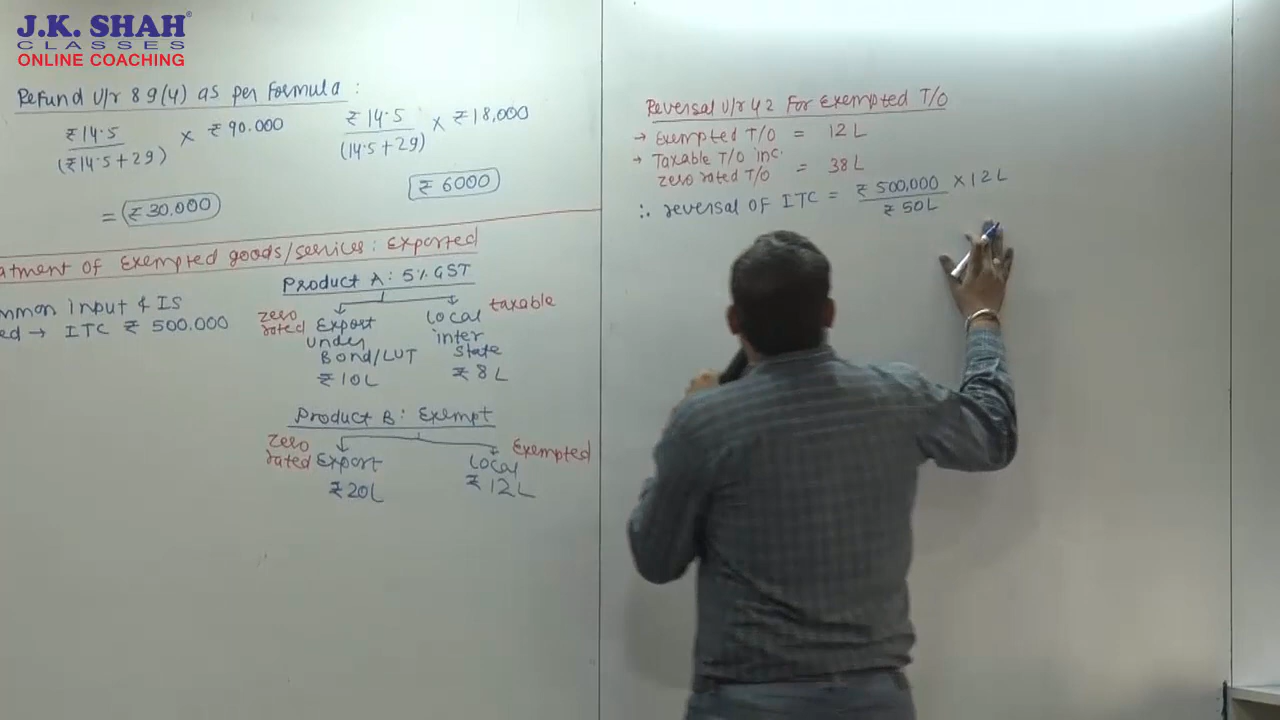 J.K. SHAH®
CLASSES
ONLINE COACHING
Refund U/r 89(4) as per Formula :
₹14.5 / (₹14.5+29) × ₹90.000
= ₹30,000
₹14.5 / (14.5+29) × ₹18,000
₹6000
atment of Exempted goods/services: Exported
mmon input & IS
ed → ITC ₹ 500.000
Product A: 5% GST
zero rated
Export under Bond/LUT
₹10L
taxable
Local inter state
₹8L
Product B: Exempt
zero rated
Export
₹20L
Exempted
Local
₹12L
Reversal U/r 42 For Exempted T/O
→ Exempted T/O = 12L
→ Taxable T/O inc.
zero rated T/O = 38L
∴ reversal of ITC = ₹500,000 / ₹50L × 12L